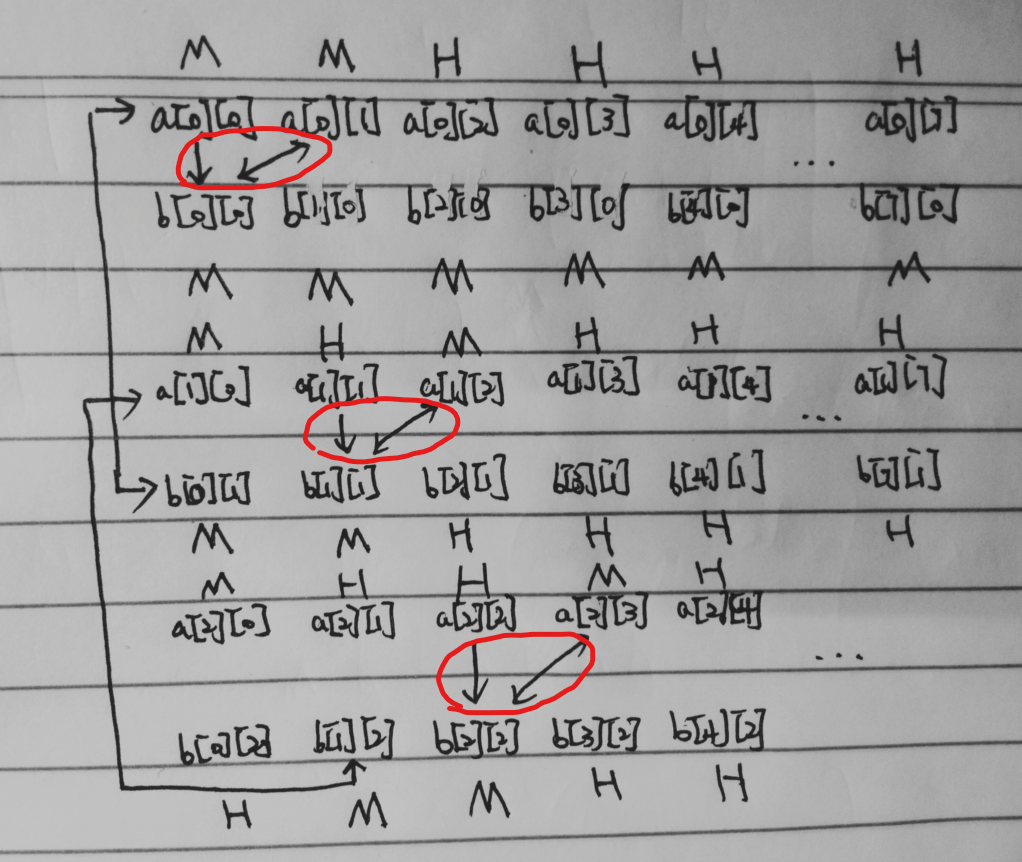 M M H H H H
a[0][0] a[0][1] a[0][2] a[0][3] a[0][4] ... a[0][7]
b[0][0] b[1][0] b[2][0] b[3][0] b[4][0] b[7][0]
M M M M M M
M H M H H H
a[1][0] a[1][1] a[1][2] a[1][3] a[1][4] ... a[1][7]
b[0][1] b[1][1] b[2][1] b[3][1] b[4][1] b[7][1]
M M H H H H
M H H M H
a[2][0] a[2][1] a[2][2] a[2][3] a[2][4] ...
b[0][2] b[1][2] b[2][2] b[3][2] b[4][2]
H M M H H